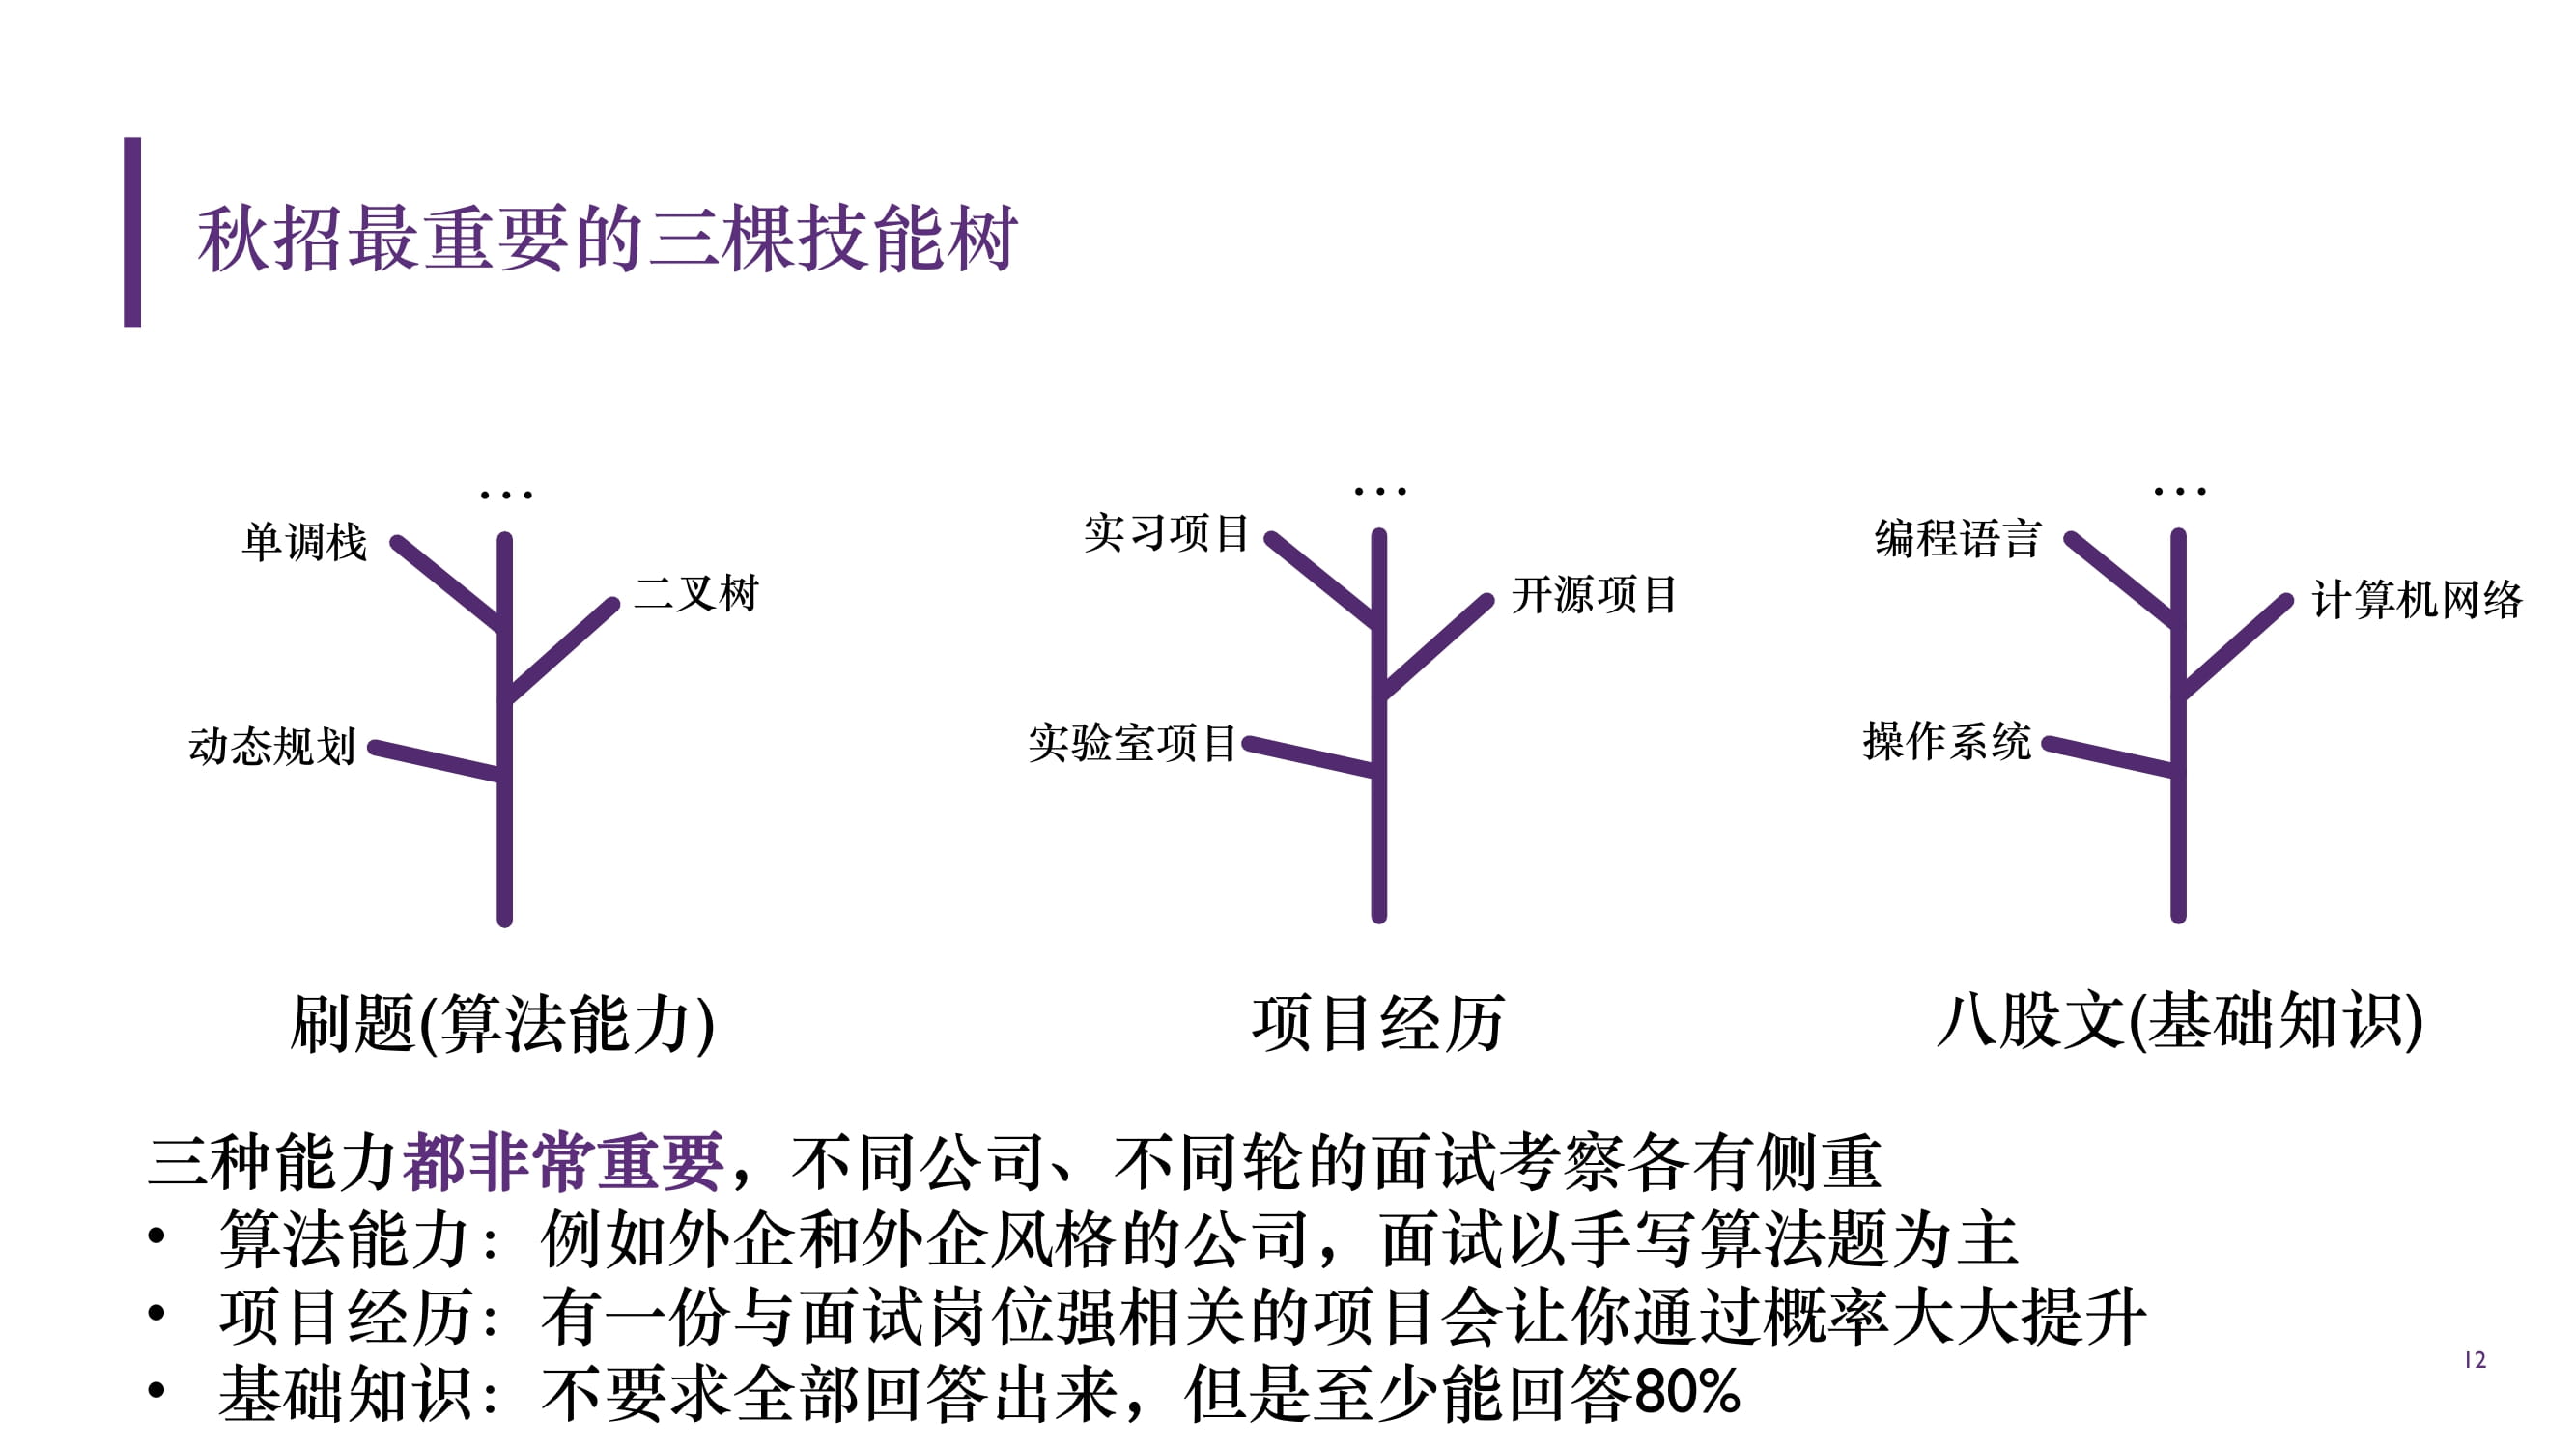 秋招最重要的三棵技能树
...
单调栈
二叉树
动态规划
刷题(算法能力)
...
实习项目
开源项目
实验室项目
项目经历
...
编程语言
计算机网络
操作系统
八股文(基础知识)
三种能力都非常重要，不同公司、不同轮的面试考察各有侧重
• 算法能力：例如外企和外企风格的公司，面试以手写算法题为主
• 项目经历：有一份与面试岗位强相关的项目会让你通过概率大大提升
• 基础知识：不要求全部回答出来，但是至少能回答80%
12